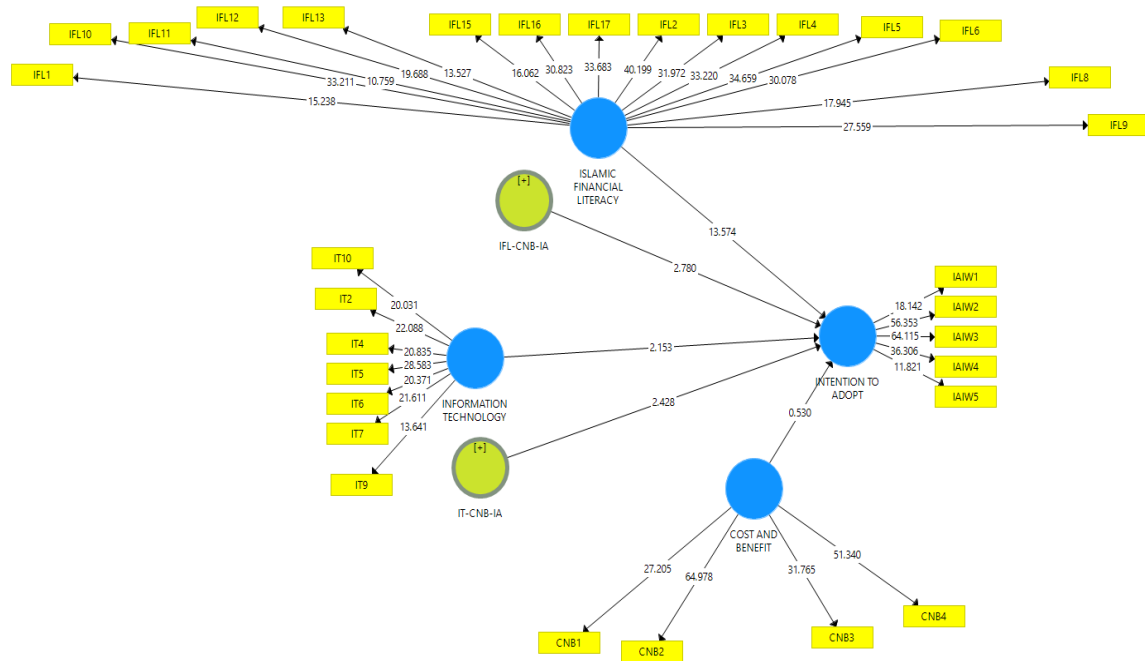 IFL12
IFL13
IFL15
IFL16
IFL17
IFL2
IFL3
IFL4
IFL5
IFL6
IFL10
IFL11
IFL1
IFL8
IFL9
33.211
10.759
19.688
13.527
16.062
30.823
33.683
40.199
31.972
33.220
34.659
30.078
15.238
17.945
27.559
ISLAMIC
FINANCIAL
LITERACY
[+]
IFL-CNB-IA
13.574
2.780
IT10
IT2
IT4
IT5
IT6
IT7
IT9
20.031
22.088
20.835
28.583
20.371
21.611
13.641
INFORMATION
TECHNOLOGY
2.153
[+]
IT-CNB-IA
2.428
INTENTION TO
ADOPT
18.142
56.353
64.115
36.306
11.821
IAIW1
IAIW2
IAIW3
IAIW4
IAIW5
0.530
COST AND
BENEFIT
27.205
64.978
31.765
51.340
CNB1
CNB2
CNB3
CNB4